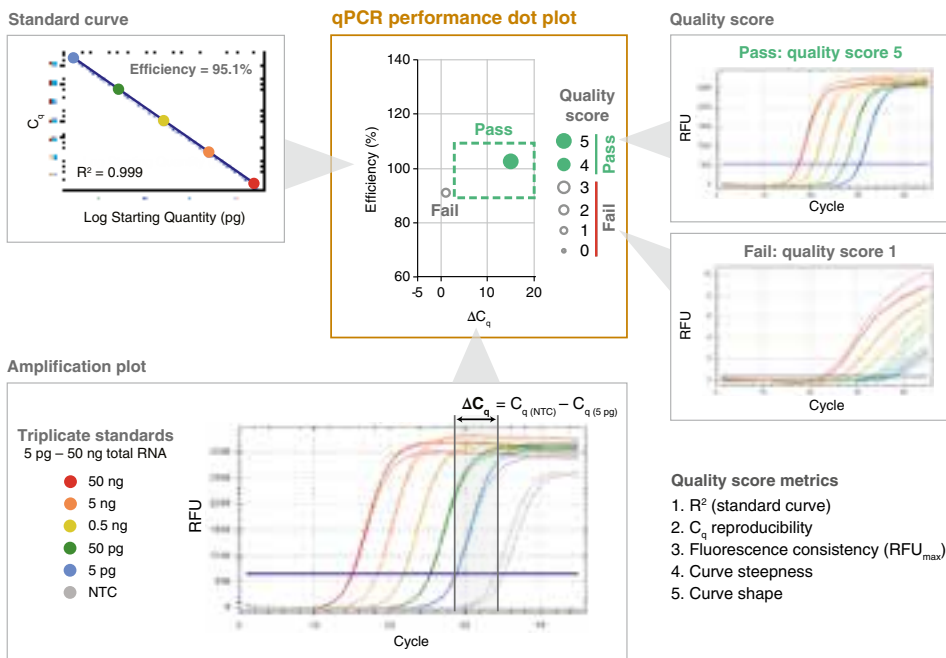 Standard curve
Efficiency = 95.1%
Cq
R² = 0.999
Log Starting Quantity (pg)
qPCR performance dot plot
140
120
100
80
60
Efficiency (%)
-5
0
10
20
ΔCq
Pass
Fail
Quality
score
5
4
3
2
1
0
Pass
Fail
Quality score
Pass: quality score 5
RFU
Cycle
Fail: quality score 1
RFU
Cycle
Amplification plot
ΔCq = Cq (NTC) – Cq (5 pg)
Triplicate standards
5 pg – 50 ng total RNA
50 ng
5 ng
0.5 ng
50 pg
5 pg
NTC
RFU
Cycle
Quality score metrics
1. R² (standard curve)
2. Cq reproducibility
3. Fluorescence consistency (RFUmax)
4. Curve steepness
5. Curve shape